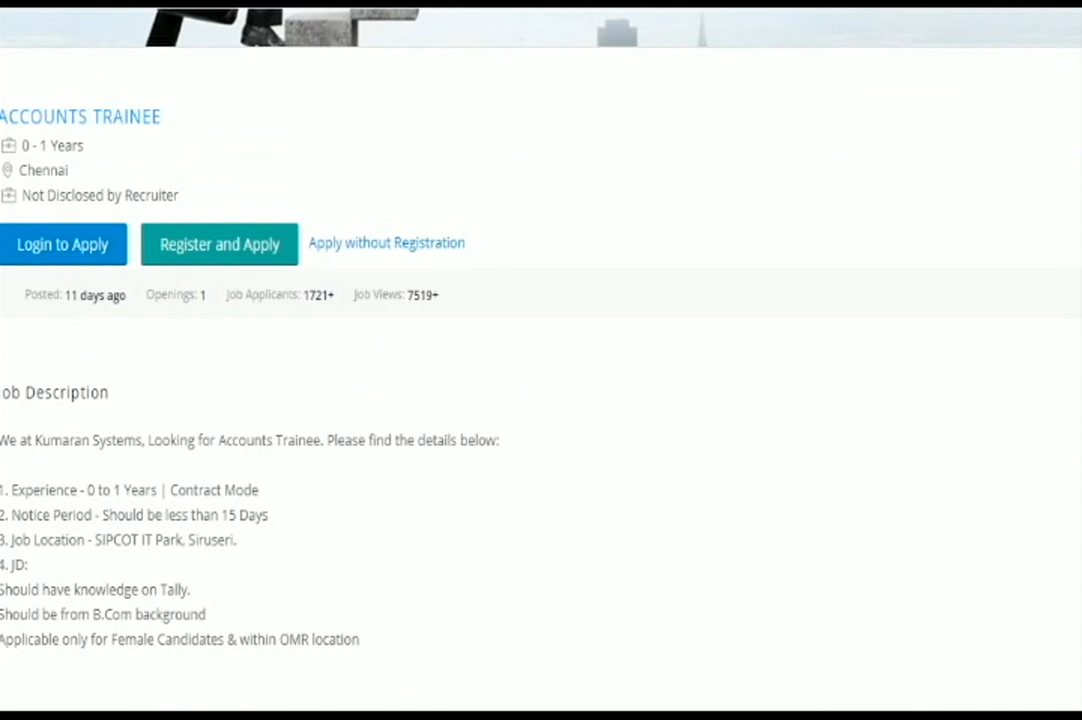 ACCOUNTS TRAINEE
0 - 1 Years
Chennai
Not Disclosed by Recruiter
Login to Apply Register and Apply Apply without Registration
Posted: 11 days ago Openings: 1 Job Applicants: 1721+ Job Views: 7519+
ob Description
We at Kumaran Systems, Looking for Accounts Trainee. Please find the details below:
1. Experience - 0 to 1 Years | Contract Mode
2. Notice Period - Should be less than 15 Days
3. Job Location - SIPCOT IT Park, Siruseri.
4. JD:
Should have knowledge on Tally.
Should be from B.Com background
Applicable only for Female Candidates & within OMR location